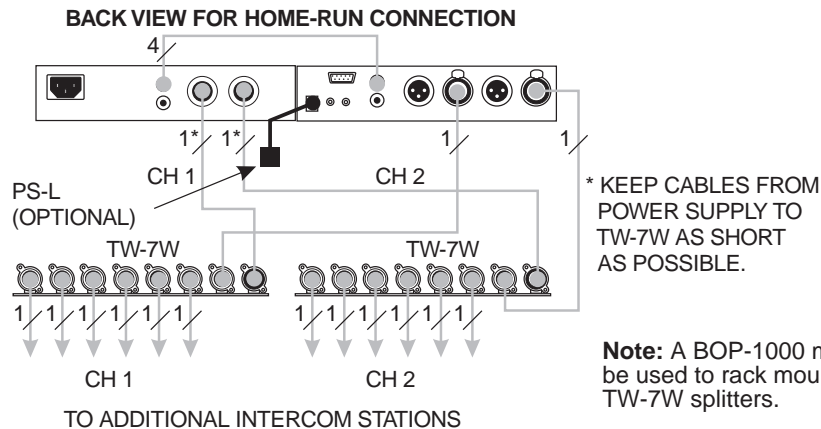 BACK VIEW FOR HOME-RUN CONNECTION
4
1* 1* 1 1
CH 1 CH 2
PS-L
(OPTIONAL)
* KEEP CABLES FROM
POWER SUPPLY TO
TW-7W AS SHORT
AS POSSIBLE.
TW-7W TW-7W
1 1 1 1 1 1 1 1 1 1 1 1
CH 1 CH 2
TO ADDITIONAL INTERCOM STATIONS
Note: A BOP-1000
be used to rack
TW-7W splitters.